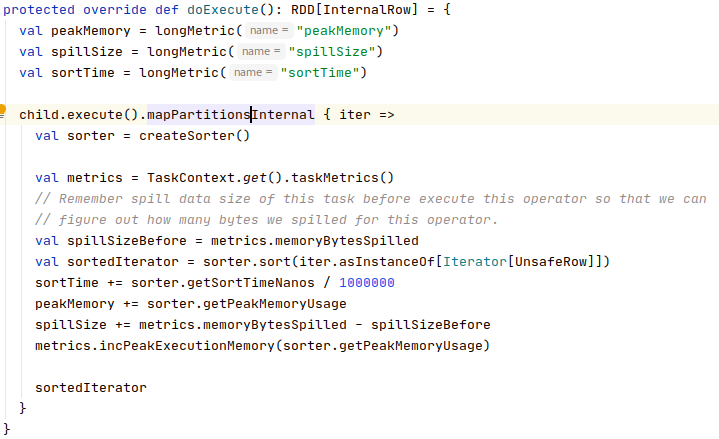 protected override def doExecute(): RDD[InternalRow] = {
  val peakMemory = longMetric( name = "peakMemory")
  val spillSize = longMetric( name = "spillSize")
  val sortTime = longMetric( name = "sortTime")

  child.execute().mapPartitionsInternal { iter =>
    val sorter = createSorter()

    val metrics = TaskContext.get().taskMetrics()
    // Remember spill data size of this task before execute this operator so that we can
    // figure out how many bytes we spilled for this operator.
    val spillSizeBefore = metrics.memoryBytesSpilled
    val sortedIterator = sorter.sort(iter.asInstanceOf[Iterator[UnsafeRow]])
    sortTime += sorter.getSortTimeNanos / 1000000
    peakMemory += sorter.getPeakMemoryUsage
    spillSize += metrics.memoryBytesSpilled - spillSizeBefore
    metrics.incPeakExecutionMemory(sorter.getPeakMemoryUsage)

    sortedIterator
  }
}